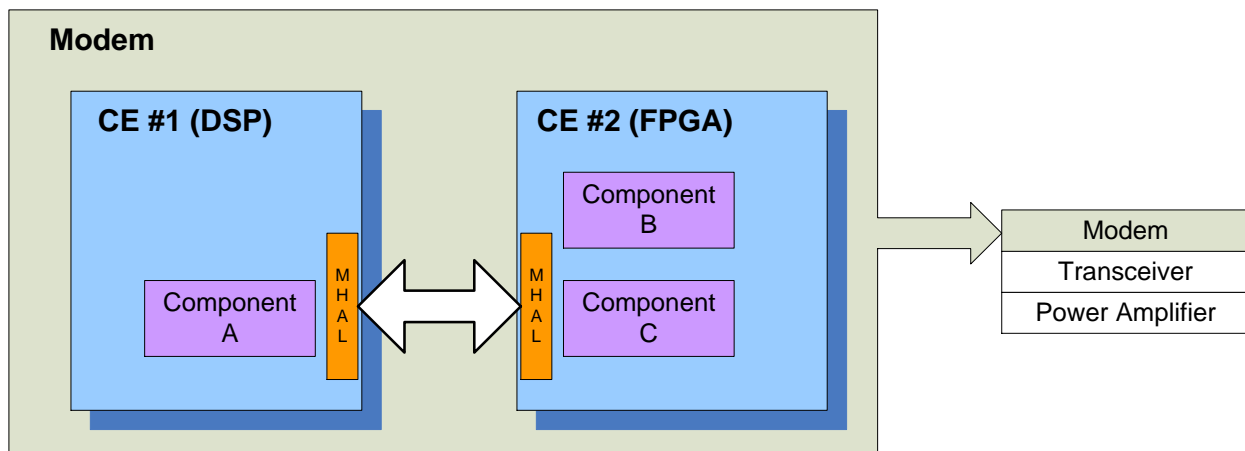 Modem
CE #1 (DSP)
CE #2 (FPGA)
Component
B
Component
A
M
H
A
L
M
H
A
L
Component
C
Modem
Transceiver
Power Amplifier